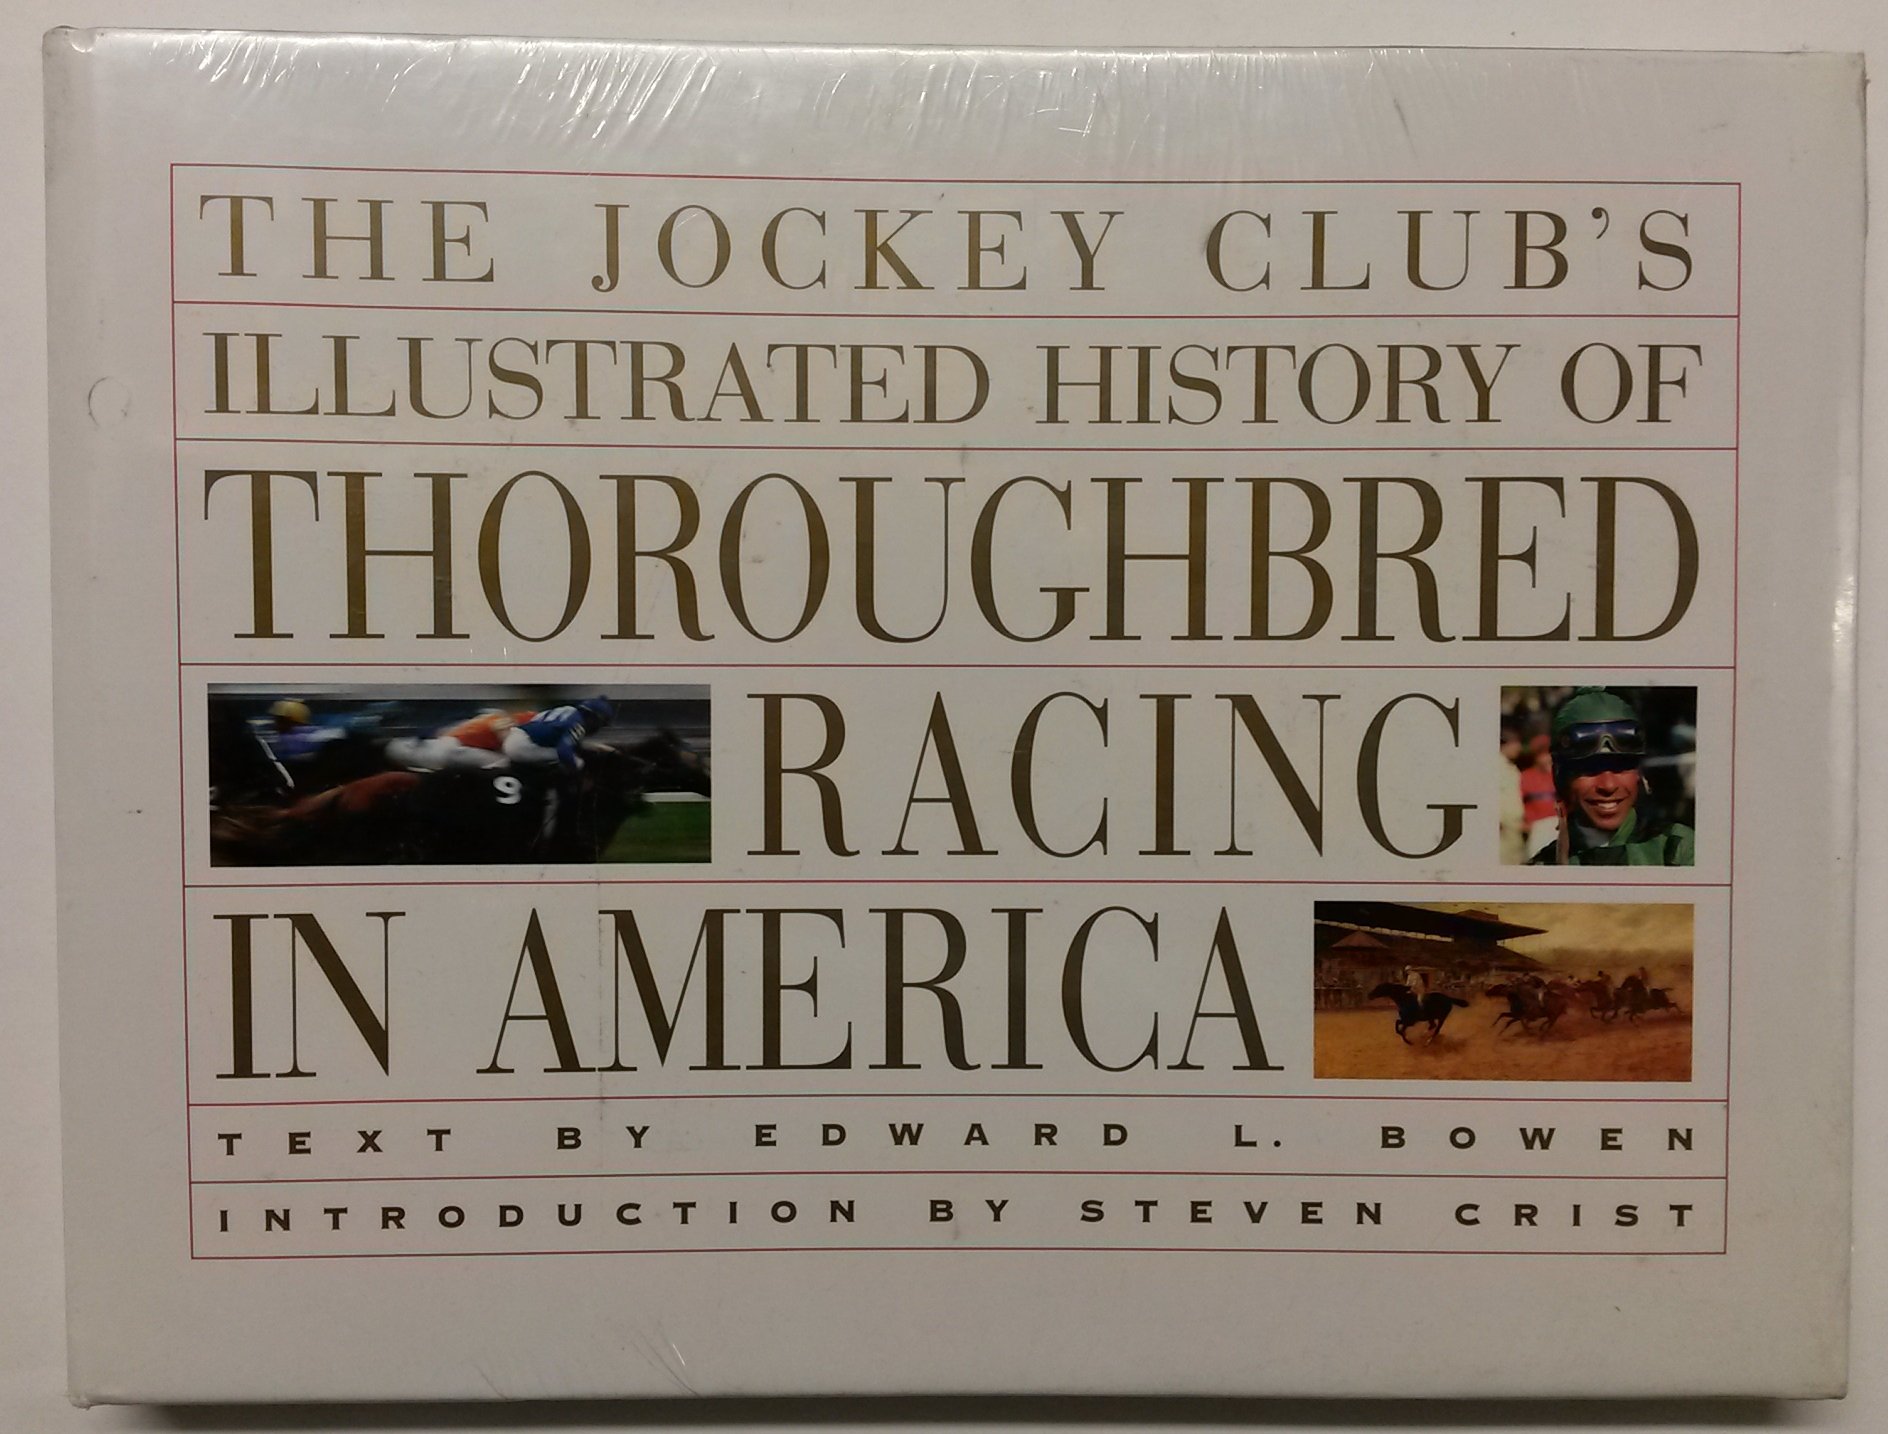 THE JOCKEY CLUB'S
ILLUSTRATED HISTORY OF
THOROUGHBRED
9
RACING
IN AMERICA
TEXT BY EDWARD L. BOWEN
INTRODUCTION BY STEVEN CRIST